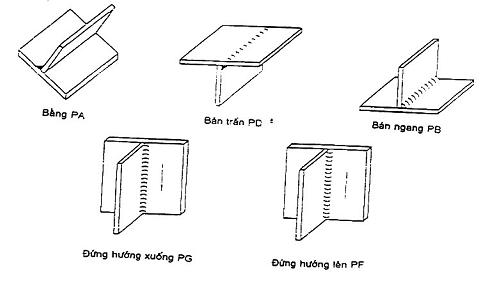 Bằng PA
Bán trần PD
Bán ngang PB
Đứng hướng xuống PG
Đứng hướng lên PF